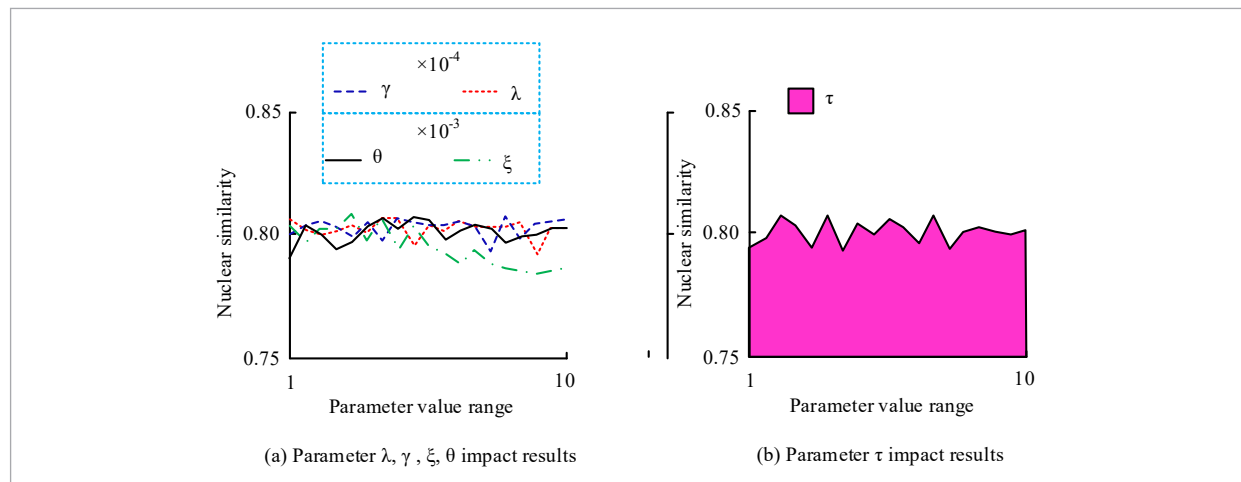 ×10⁻⁴
γ λ
×10⁻³
θ ξ
0.85
0.80
0.75
Nuclear similarity
1 10
Parameter value range
(a) Parameter λ, γ , ξ, θ impact results
τ
0.85
0.80
0.75
Nuclear similarity
1 10
Parameter value range
(b) Parameter τ impact results